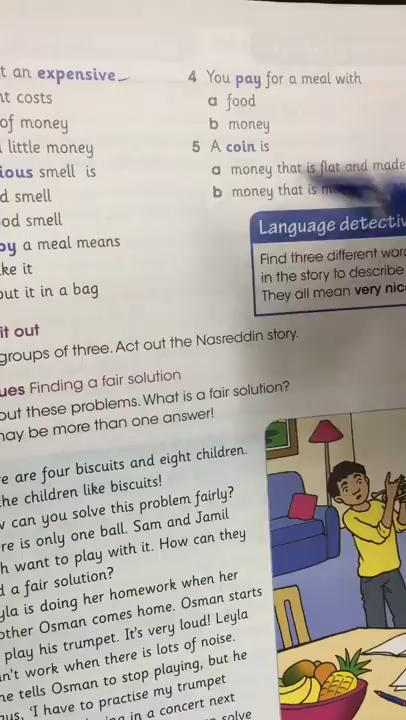 t an expensive
nt costs
of money
little money
ious smell is
d smell
od smell
oy a meal means
ke it
out it in a bag
4 You pay for a meal with
a food
b money
5 A coin is
a money that is flat and made
b money that is
Language detectiv
Find three different wor
in the story to describe
They all mean very nic
it out
groups of three. Act out the Nasreddin story.
ues Finding a fair solution
out these problems. What is a fair solution?
may be more than one answer!
re are four biscuits and eight children.
the children like biscuits!
w can you solve this problem fairly?
re is only one ball. Sam and Jamil
h want to play with it. How can they
d a fair solution?
yla is doing her homework when her
other Osman comes home. Osman starts
play his trumpet. It's very loud! Leyla
n't work when there is lots of noise.
he tells Osman to stop playing, but he
'I have to practise my trumpet
in a concert next
solve